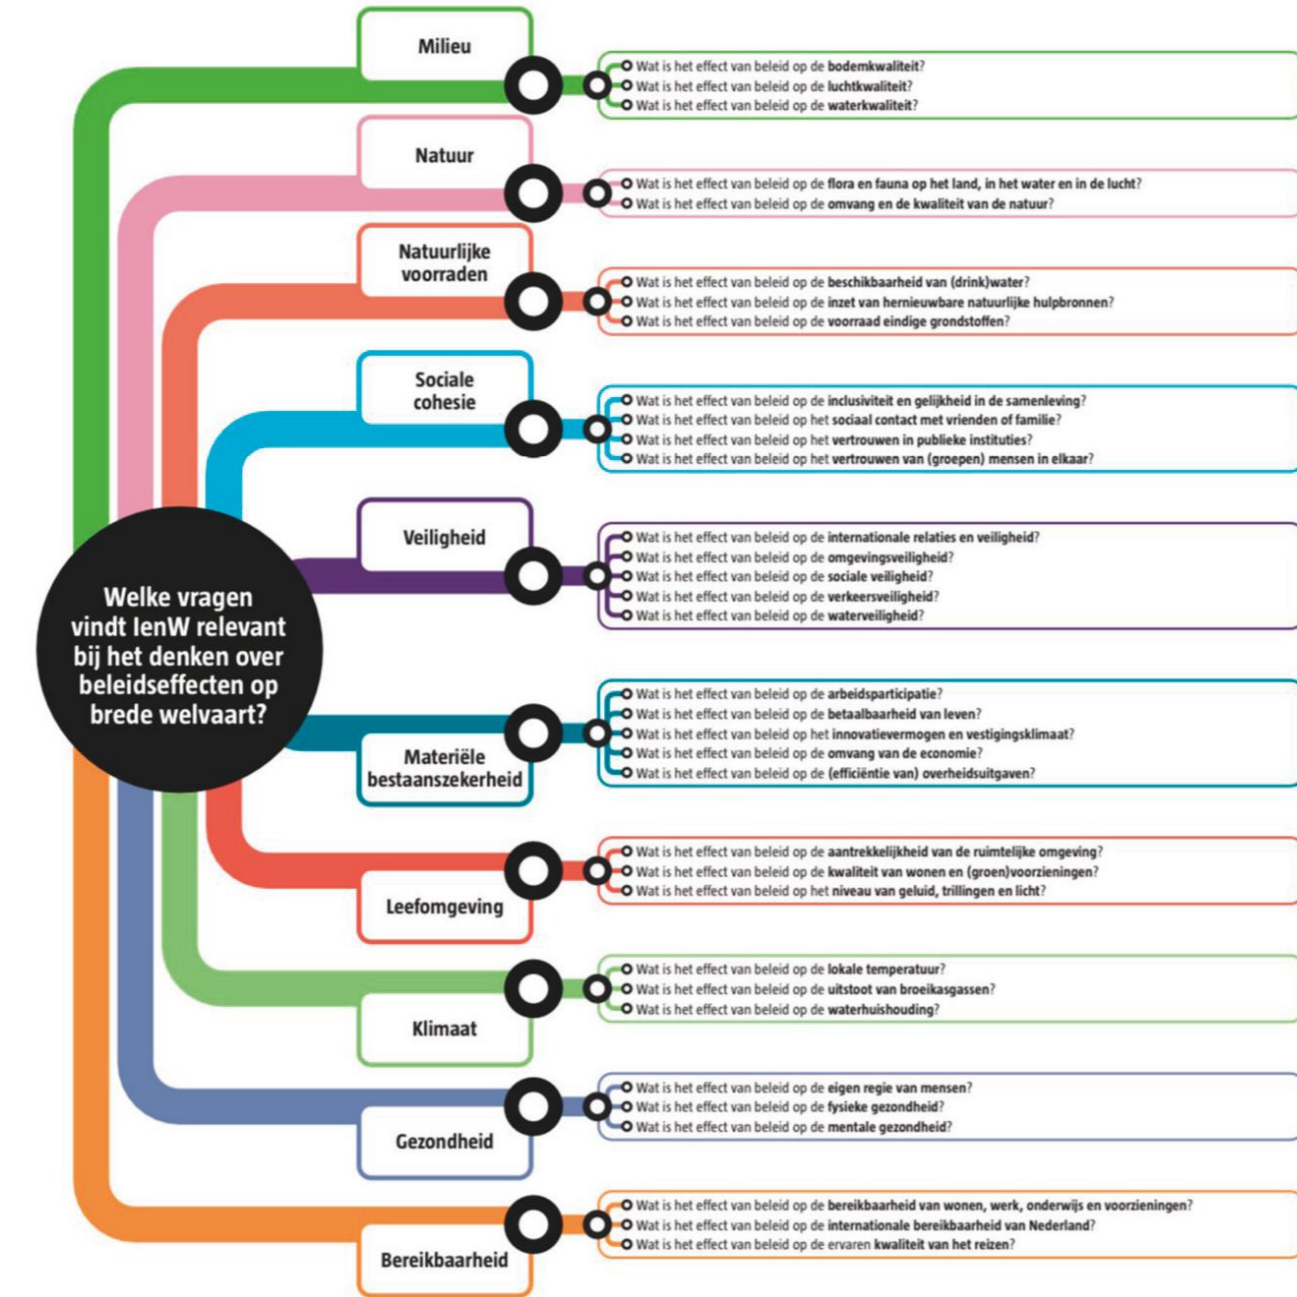 Milieu
Wat is het effect van beleid op de bodemkwaliteit?
Wat is het effect van beleid op de luchtkwaliteit?
Wat is het effect van beleid op de waterkwaliteit?
Natuur
Wat is het effect van beleid op de flora en fauna op het land, in het water en in de lucht?
Wat is het effect van beleid op de omvang en de kwaliteit van de natuur?
Natuurlijke
voorraden
Wat is het effect van beleid op de beschikbaarheid van (drink)water?
Wat is het effect van beleid op de inzet van hernieuwbare natuurlijke hulpbronnen?
Wat is het effect van beleid op de voorraad eindige grondstoffen?
Sociale
cohesie
Wat is het effect van beleid op de inclusiviteit en gelijkheid in de samenleving?
Wat is het effect van beleid op het sociaal contact met vrienden of familie?
Wat is het effect van beleid op het vertrouwen in publieke instituties?
Wat is het effect van beleid op het vertrouwen van (groepen) mensen in elkaar?
Veiligheid
Wat is het effect van beleid op de internationale relaties en veiligheid?
Wat is het effect van beleid op de omgevingsveiligheid?
Wat is het effect van beleid op de sociale veiligheid?
Wat is het effect van beleid op de verkeersveiligheid?
Wat is het effect van beleid op de waterveiligheid?
Welke vragen
vindt IenW relevant
bij het denken over
beleidseffecten op
brede welvaart?
Materiële
bestaanszekerheid
Wat is het effect van beleid op de arbeidsparticipatie?
Wat is het effect van beleid op de betaalbaarheid van leven?
Wat is het effect van beleid op het innovatievermogen en vestigingsklimaat?
Wat is het effect van beleid op de omvang van de economie?
Wat is het effect van beleid op de (efficiëntie van) overheidsuitgaven?
Leefomgeving
Wat is het effect van beleid op de aantrekkelijkheid van de ruimtelijke omgeving?
Wat is het effect van beleid op de kwaliteit van wonen en (groen)voorzieningen?
Wat is het effect van beleid op het niveau van geluid, trillingen en licht?
Klimaat
Wat is het effect van beleid op de lokale temperatuur?
Wat is het effect van beleid op de uitstoot van broeikasgassen?
Wat is het effect van beleid op de waterhuishouding?
Gezondheid
Wat is het effect van beleid op de eigen regie van mensen?
Wat is het effect van beleid op de fysieke gezondheid?
Wat is het effect van beleid op de mentale gezondheid?
Bereikbaarheid
Wat is het effect van beleid op de bereikbaarheid van wonen, werk, onderwijs en voorzieningen?
Wat is het effect van beleid op de internationale bereikbaarheid van Nederland?
Wat is het effect van beleid op de ervaren kwaliteit van het reizen?